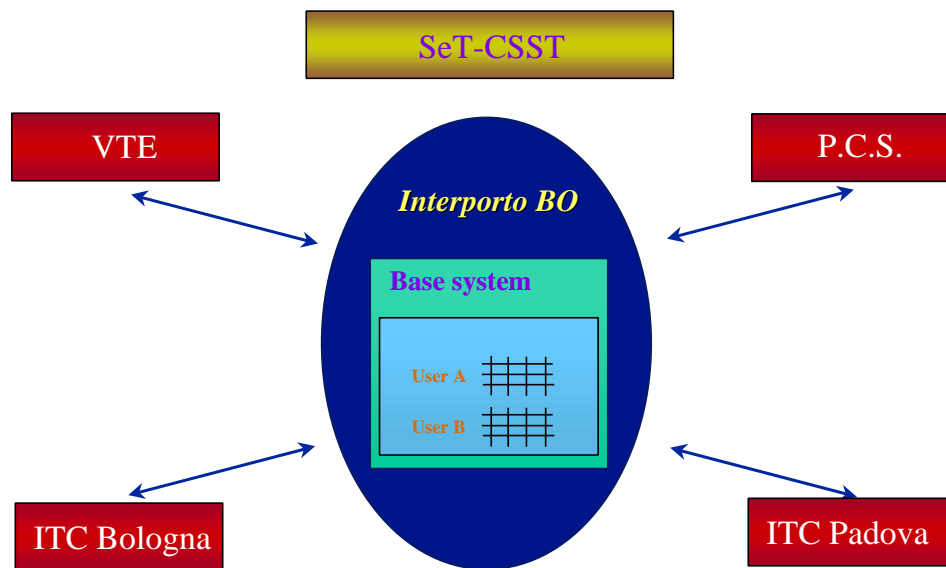 SeT-CSST
VTE
P.C.S.
Interporto BO
Base system
User A
User B
ITC Bologna
ITC Padova